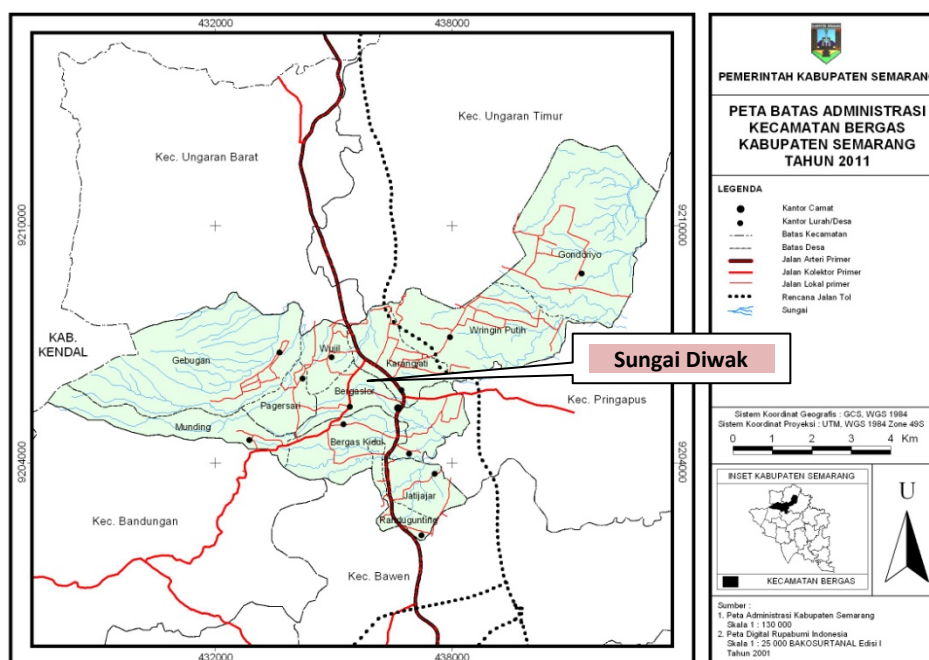 432000
438000
Kec. Ungaran Timur
Kec. Ungaran Barat
9210000
9210000
Gondoriyo
Wringin Putih
KAB.
KENDAL
Wujil
Gebugan
Karangjati
Sungai Diwak
Bergaslor
Pagersari
Kec. Pringapus
Munding
Bergas Kidul
9204000
9204000
Jatijajar
Randugunting
Kec. Bandungan
Kec. Bawen
432000
438000
PEMERINTAH KABUPATEN SEMARANG
PETA BATAS ADMINISTRASI
KECAMATAN BERGAS
KABUPATEN SEMARANG
TAHUN 2011
LEGENDA
Kantor Camat
Kantor Lurah/Desa
Batas Kecamatan
Batas Desa
Jalan Arteri Primer
Jalan Kolektor Primer
Jalan Lokal primer
Rencana Jalan Tol
Sungai
Sistem Koordinat Geografis : GCS, WGS 1984
Sistem Koordinat Proyeksi : UTM, WGS 1984 Zone 49S
0 1 2 3 4 Km
INSET KABUPATEN SEMARANG
KECAMATAN BERGAS
U
Sumber :
1. Peta Administrasi Kabupaten Semarang
Skala 1 : 130 000
2. Peta Digital Rupabumi Indonesia
Skala 1 : 25 000 BAKOSURTANAL Edisi I
Tahun 2001